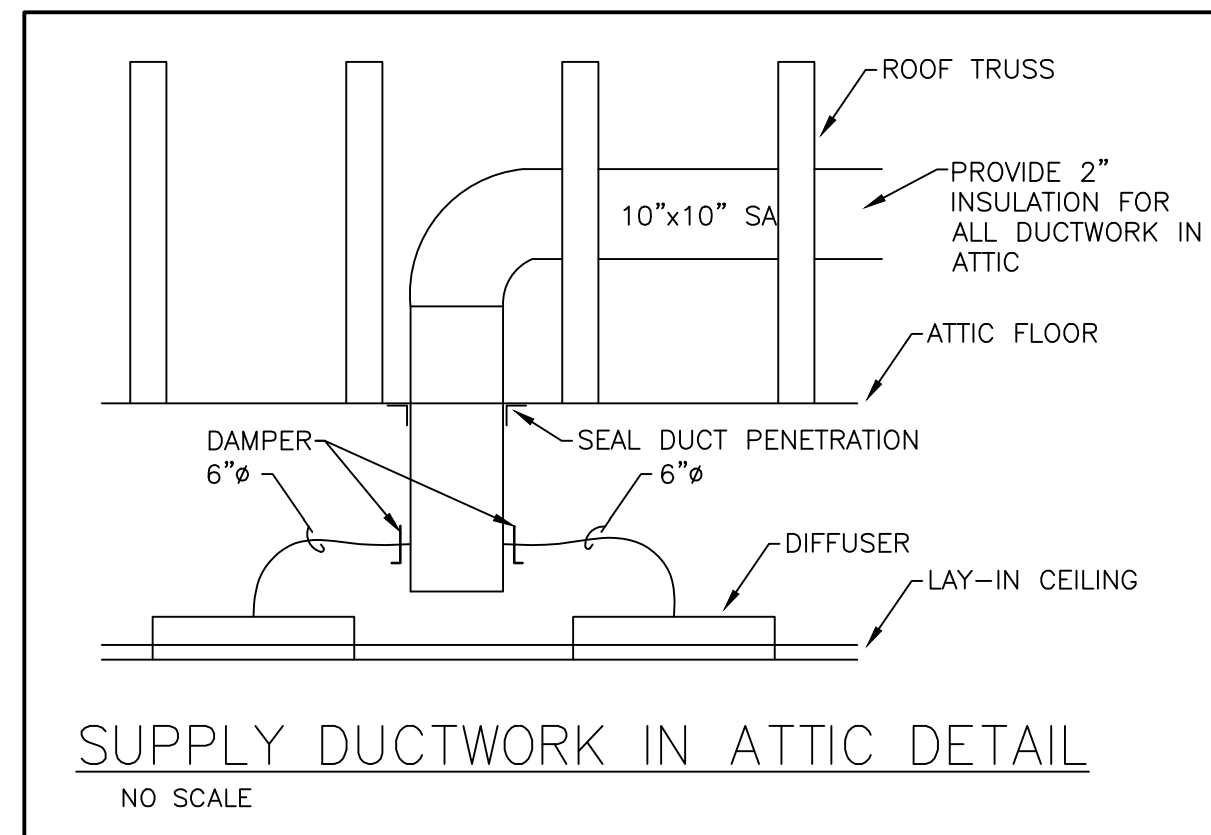 ROOF TRUSS
10"x10" SA
PROVIDE 2"
INSULATION FOR
ALL DUCTWORK IN
ATTIC
ATTIC FLOOR
DAMPER
SEAL DUCT PENETRATION
6"ø
6"ø
DIFFUSER
LAY-IN CEILING
SUPPLY DUCTWORK IN ATTIC DETAIL
NO SCALE